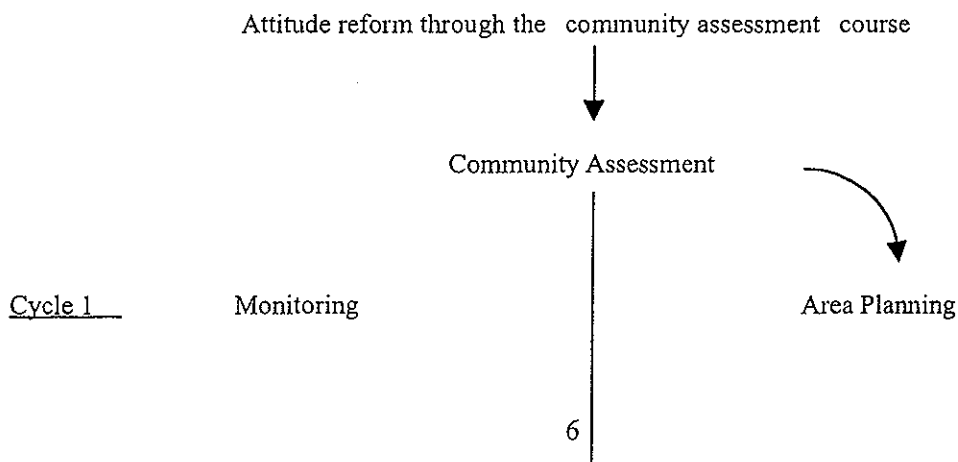 Attitude reform through the community assessment course
Community Assessment
Cycle 1 Monitoring Area Planning
6